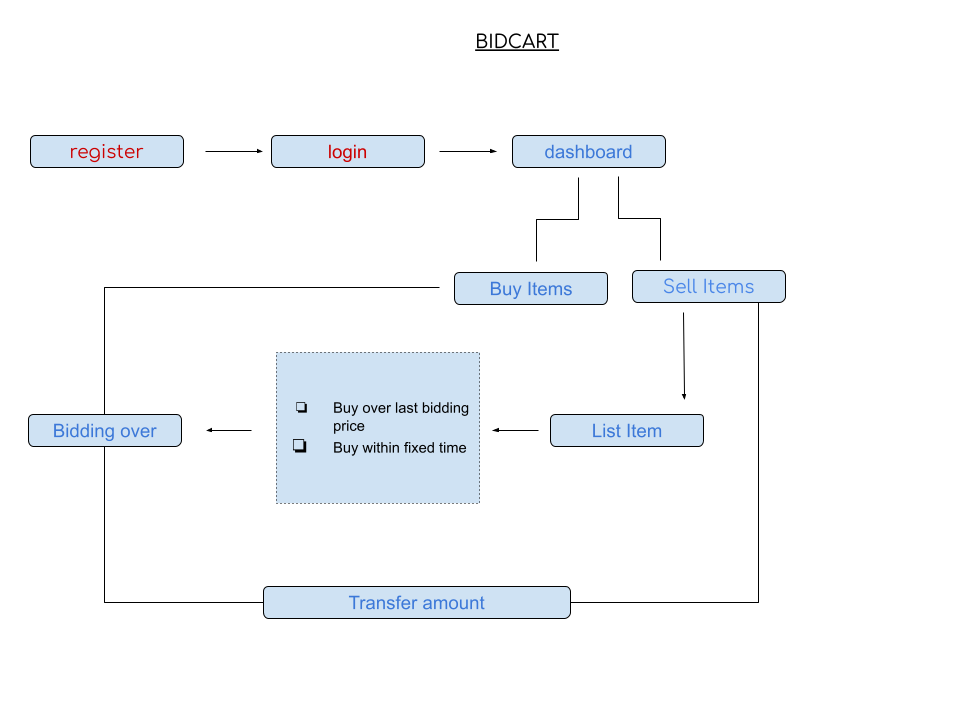 BIDCART
register
login
dashboard
Buy Items
Sell Items
Buy over last bidding
price
Buy within fixed time
Bidding over
List Item
Transfer amount